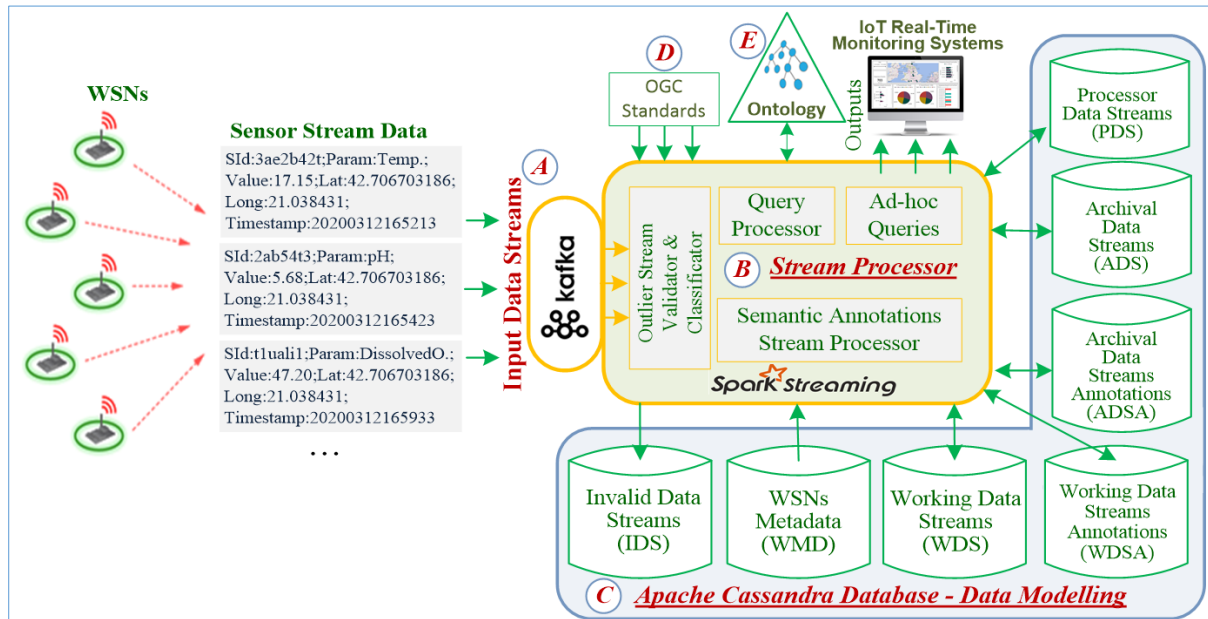 WSNs
Sensor Stream Data
SId:3ae2b42t;Param:Temp.;
Value:17.15;Lat:42.706703186;
Long:21.038431;
Timestamp:20200312165213
SId:2ab54t3;Param:pH;
Value:5.68;Lat:42.706703186;
Long:21.038431;
Timestamp:20200312165423
SId:t1uali1;Param:DissolvedO.;
Value:47.20;Lat:42.706703186;
Long:21.038431;
Timestamp:20200312165933
...
A
Input Data Streams
kafka
D
OGC
Standards
E
Ontology
IoT Real-Time
Monitoring Systems
Outputs
Outlier Stream
Validator &
Classificator
Query
Processor
Ad-hoc
Queries
B
Stream Processor
Semantic Annotations
Stream Processor
Spark Streaming
Processor
Data Streams
(PDS)
Archival
Data
Streams
(ADS)
Archival
Data
Streams
Annotations
(ADSA)
Invalid Data
Streams
(IDS)
WSNs
Metadata
(WMD)
Working Data
Streams
(WDS)
Working Data
Streams
Annotations
(WDSA)
C
Apache Cassandra Database - Data Modelling